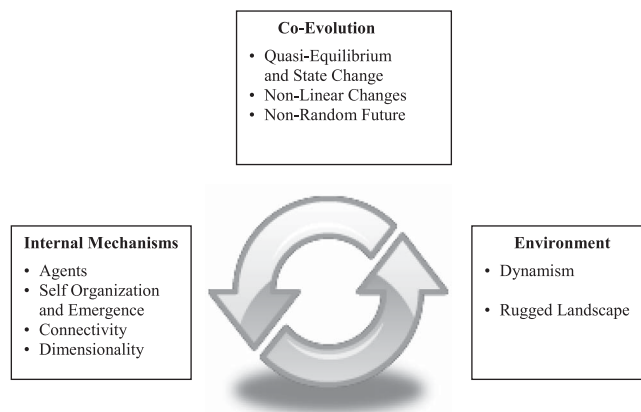 Co-Evolution
• Quasi-Equilibrium
and State Change
• Non-Linear Changes
• Non-Random Future
Internal Mechanisms
• Agents
• Self Organization
and Emergence
• Connectivity
• Dimensionality
Environment
• Dynamism
• Rugged Landscape